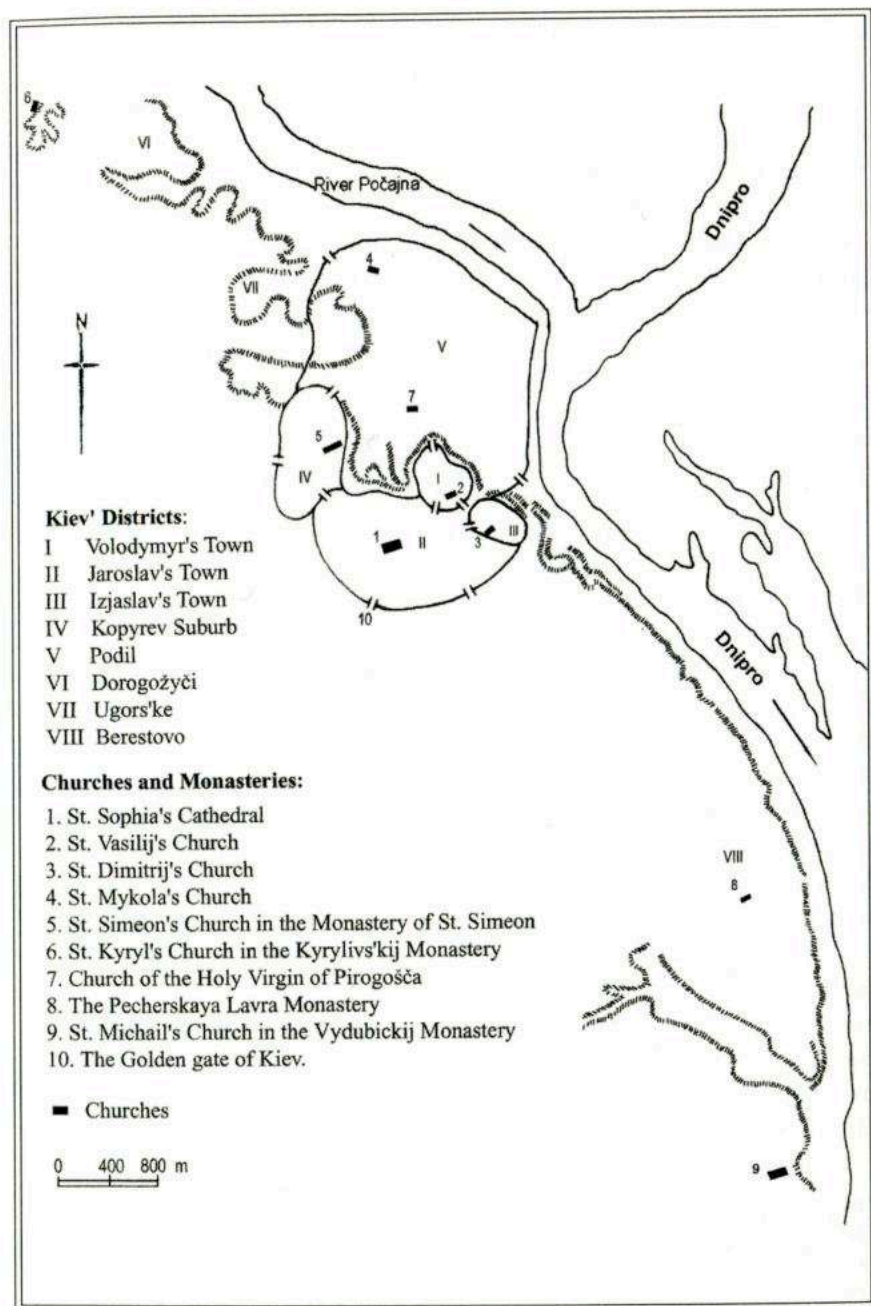 6
VI
River Počajna
Dnipro
4
VII
N
V
7
5
IV
I
2
1
II
3
III
10
Kiev' Districts:
I Volodymyr's Town
II Jaroslav's Town
III Izjaslav's Town
IV Kopyrev Suburb
V Podil
VI Dorogožyči
VII Ugors'ke
VIII Berestovo
Dnipro
Churches and Monasteries:
1. St. Sophia's Cathedral
2. St. Vasilij's Church
3. St. Dimitrij's Church
4. St. Mykola's Church
5. St. Simeon's Church in the Monastery of St. Simeon
6. St. Kyryl's Church in the Kyrylivs'kij Monastery
7. Church of the Holy Virgin of Pirogošča
8. The Pecherskaya Lavra Monastery
9. St. Michail's Church in the Vydubickij Monastery
10. The Golden gate of Kiev.
VIII
8
Churches
0 400 800 m
9